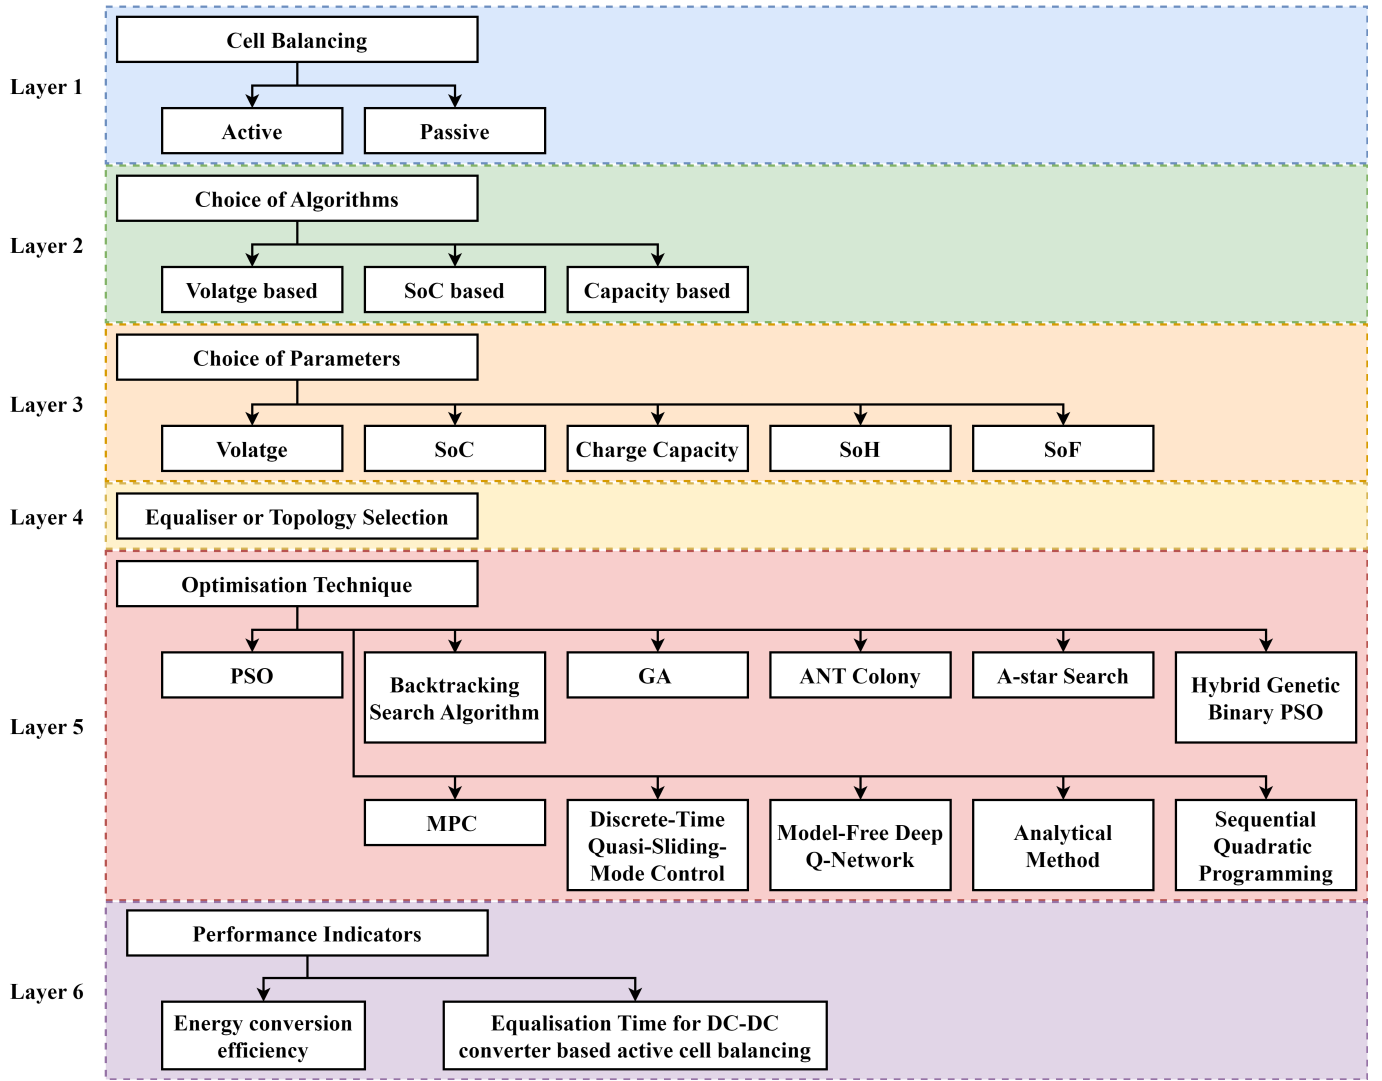 Layer 1
Cell Balancing
Active
Passive
Layer 2
Choice of Algorithms
Volatge based
SoC based
Capacity based
Layer 3
Choice of Parameters
Volatge
SoC
Charge Capacity
SoH
SoF
Layer 4
Equaliser or Topology Selection
Layer 5
Optimisation Technique
PSO
Backtracking
Search Algorithm
GA
ANT Colony
A-star Search
Hybrid Genetic
Binary PSO
MPC
Discrete-Time
Quasi-Sliding-
Mode Control
Model-Free Deep
Q-Network
Analytical
Method
Sequential
Quadratic
Programming
Layer 6
Performance Indicators
Energy conversion
efficiency
Equalisation Time for DC-DC
converter based active cell balancing